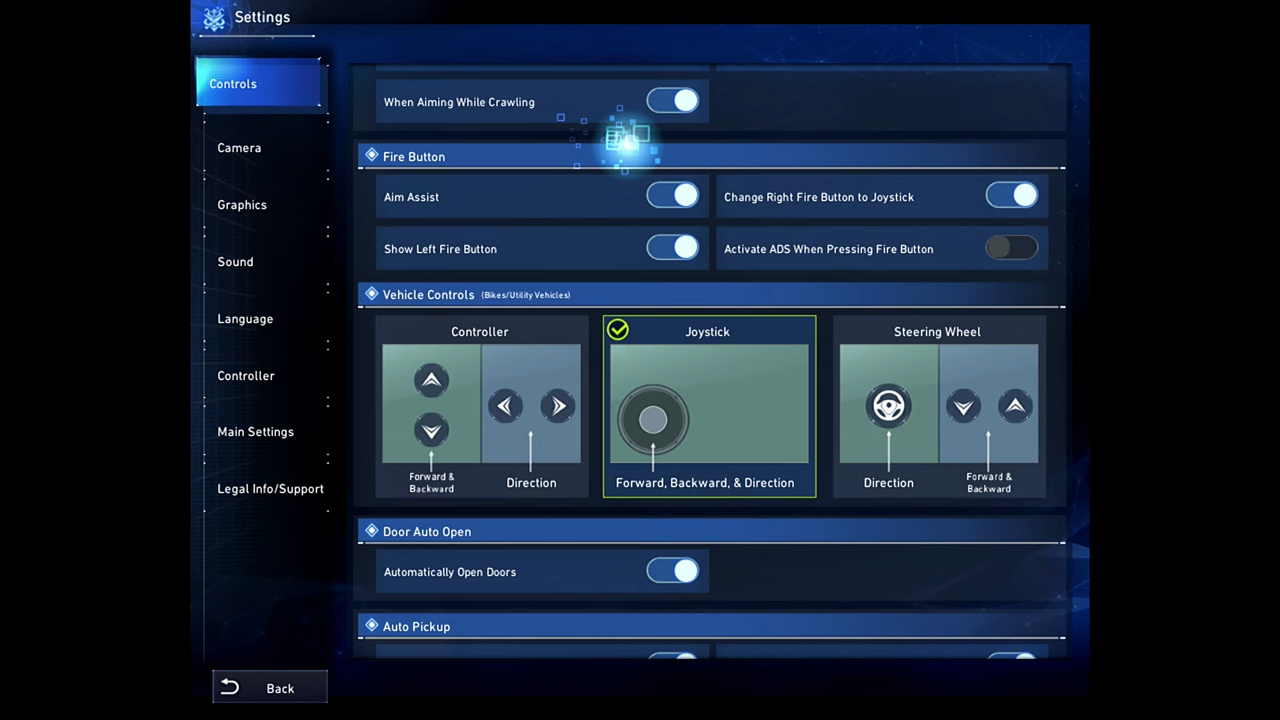 Settings
Controls
Camera
Graphics
Sound
Language
Controller
Main Settings
Legal Info/Support
Back
When Aiming While Crawling
Fire Button
Aim Assist
Change Right Fire Button to Joystick
Show Left Fire Button
Activate ADS When Pressing Fire Button
Vehicle Controls (Bikes/Utility Vehicles)
Controller
Forward &
Backward
Direction
Joystick
Forward, Backward, & Direction
Steering Wheel
Direction
Forward &
Backward
Door Auto Open
Automatically Open Doors
Auto Pickup